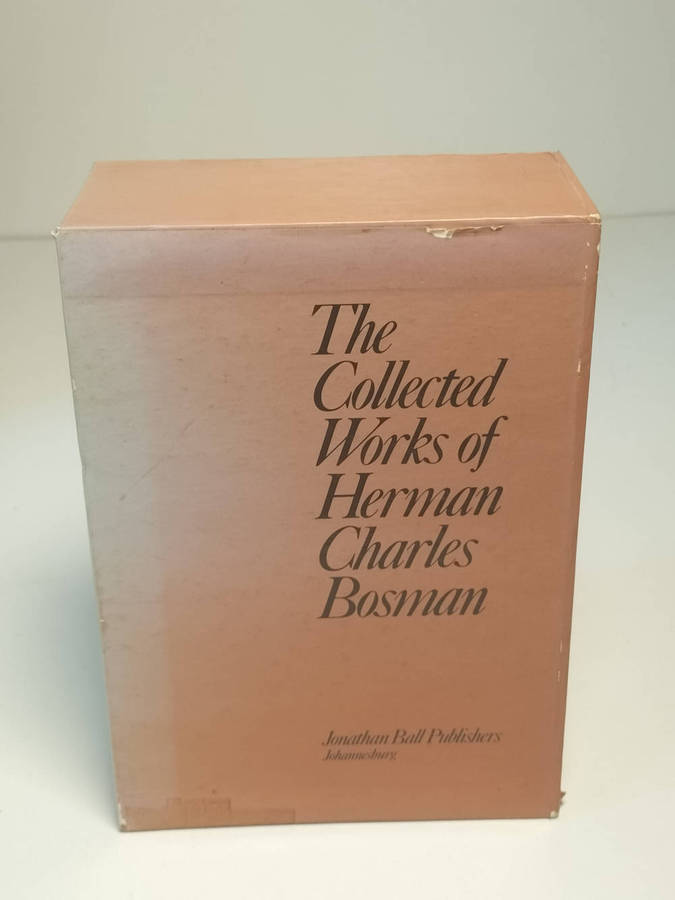 The
Collected
Works of
Herman
Charles
Bosman
Jonathan Ball Publishers
Johannesburg